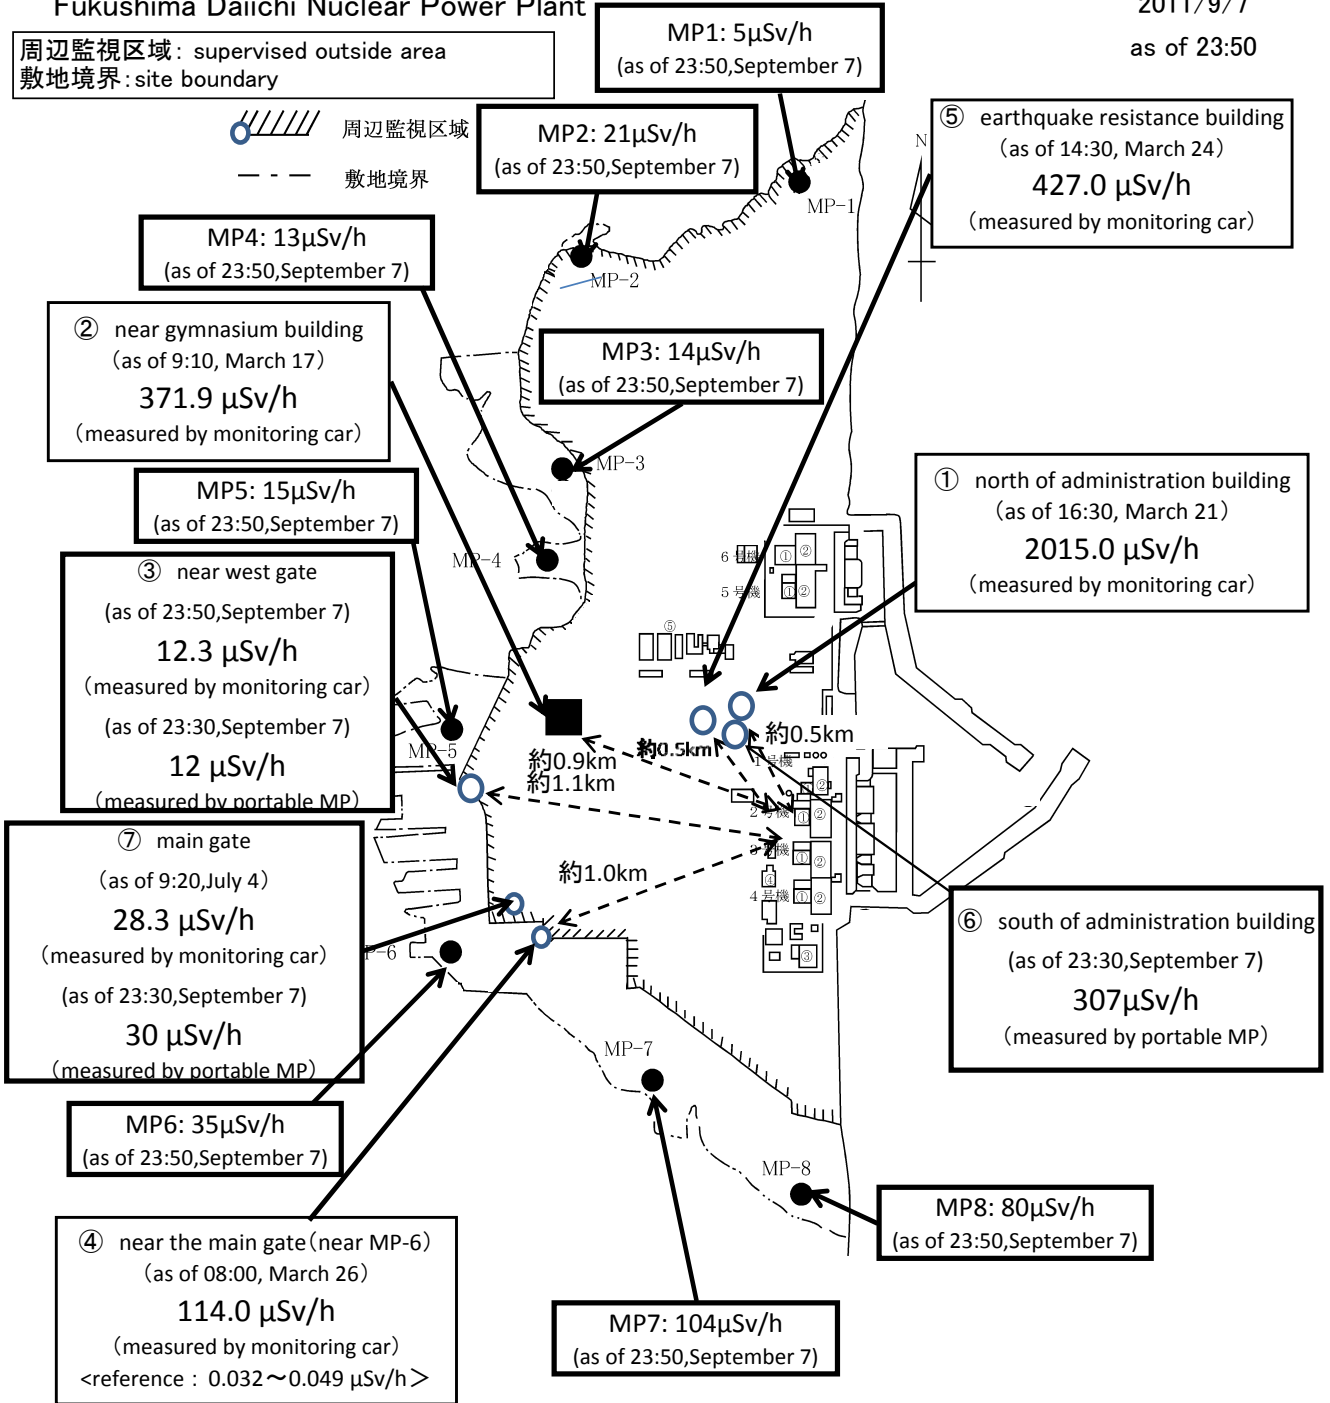 Fukushima Daiichi Nuclear Power Plant
2011/9/7
as of 23:50
周辺監視区域: supervised outside area
敷地境界:site boundary
周辺監視区域
敷地境界
MP1: 5μSv/h
(as of 23:50,September 7)
MP2: 21μSv/h
(as of 23:50,September 7)
⑤ earthquake resistance building
(as of 14:30, March 24)
427.0 μSv/h
(measured by monitoring car)
N
MP-1
MP4: 13μSv/h
(as of 23:50,September 7)
MP-2
② near gymnasium building
(as of 9:10, March 17)
371.9 μSv/h
(measured by monitoring car)
MP3: 14μSv/h
(as of 23:50,September 7)
MP-3
① north of administration building
(as of 16:30, March 21)
2015.0 μSv/h
(measured by monitoring car)
MP5: 15μSv/h
(as of 23:50,September 7)
MP-4
6号機
① ②
5号機
① ②
③ near west gate
(as of 23:50,September 7)
12.3 μSv/h
(measured by monitoring car)
(as of 23:30,September 7)
12 μSv/h
(measured by portable MP)
⑤
MP-5
約0.9km
約1.1km
約0.5km
約0.5km
1号機
②
2号機
① ②
3号機
① ②
④
4号機
① ②
③
約1.0km
⑦ main gate
(as of 9:20,July 4)
28.3 μSv/h
(measured by monitoring car)
(as of 23:30,September 7)
30 μSv/h
(measured by portable MP)
P-6
⑥ south of administration building
(as of 23:30,September 7)
307μSv/h
(measured by portable MP)
MP-7
MP6: 35μSv/h
(as of 23:50,September 7)
MP-8
MP8: 80μSv/h
(as of 23:50,September 7)
④ near the main gate(near MP-6)
(as of 08:00, March 26)
114.0 μSv/h
(measured by monitoring car)
<reference : 0.032～0.049 μSv/h＞
MP7: 104μSv/h
(as of 23:50,September 7)